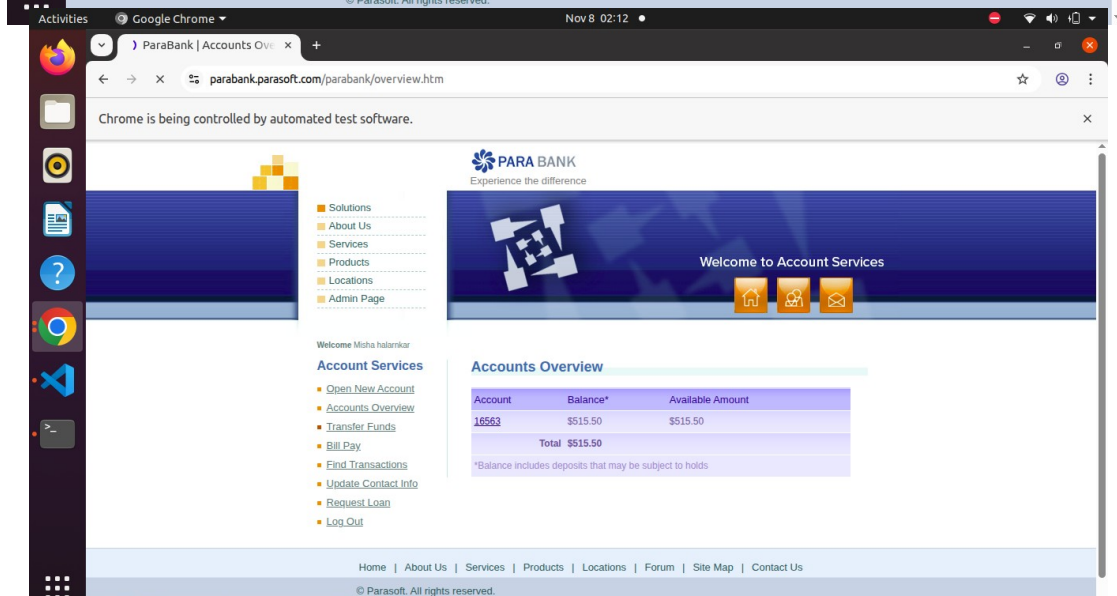 © Parasoft. All rights reserved.
Activities Google Chrome Nov 8 02:12
ParaBank | Accounts Ove
parabank.parasoft.com/parabank/overview.htm
Chrome is being controlled by automated test software.
PARA BANK
Experience the difference
Solutions
About Us
Services
Products
Locations
Admin Page
Welcome to Account Services
Welcome Misha halarnkar
Account Services
Open New Account
Accounts Overview
Transfer Funds
Bill Pay
Find Transactions
Update Contact Info
Request Loan
Log Out
Accounts Overview
Account Balance* Available Amount
16563 $515.50 $515.50
Total $515.50
*Balance includes deposits that may be subject to holds
Home | About Us | Services | Products | Locations | Forum | Site Map | Contact Us
© Parasoft. All rights reserved.